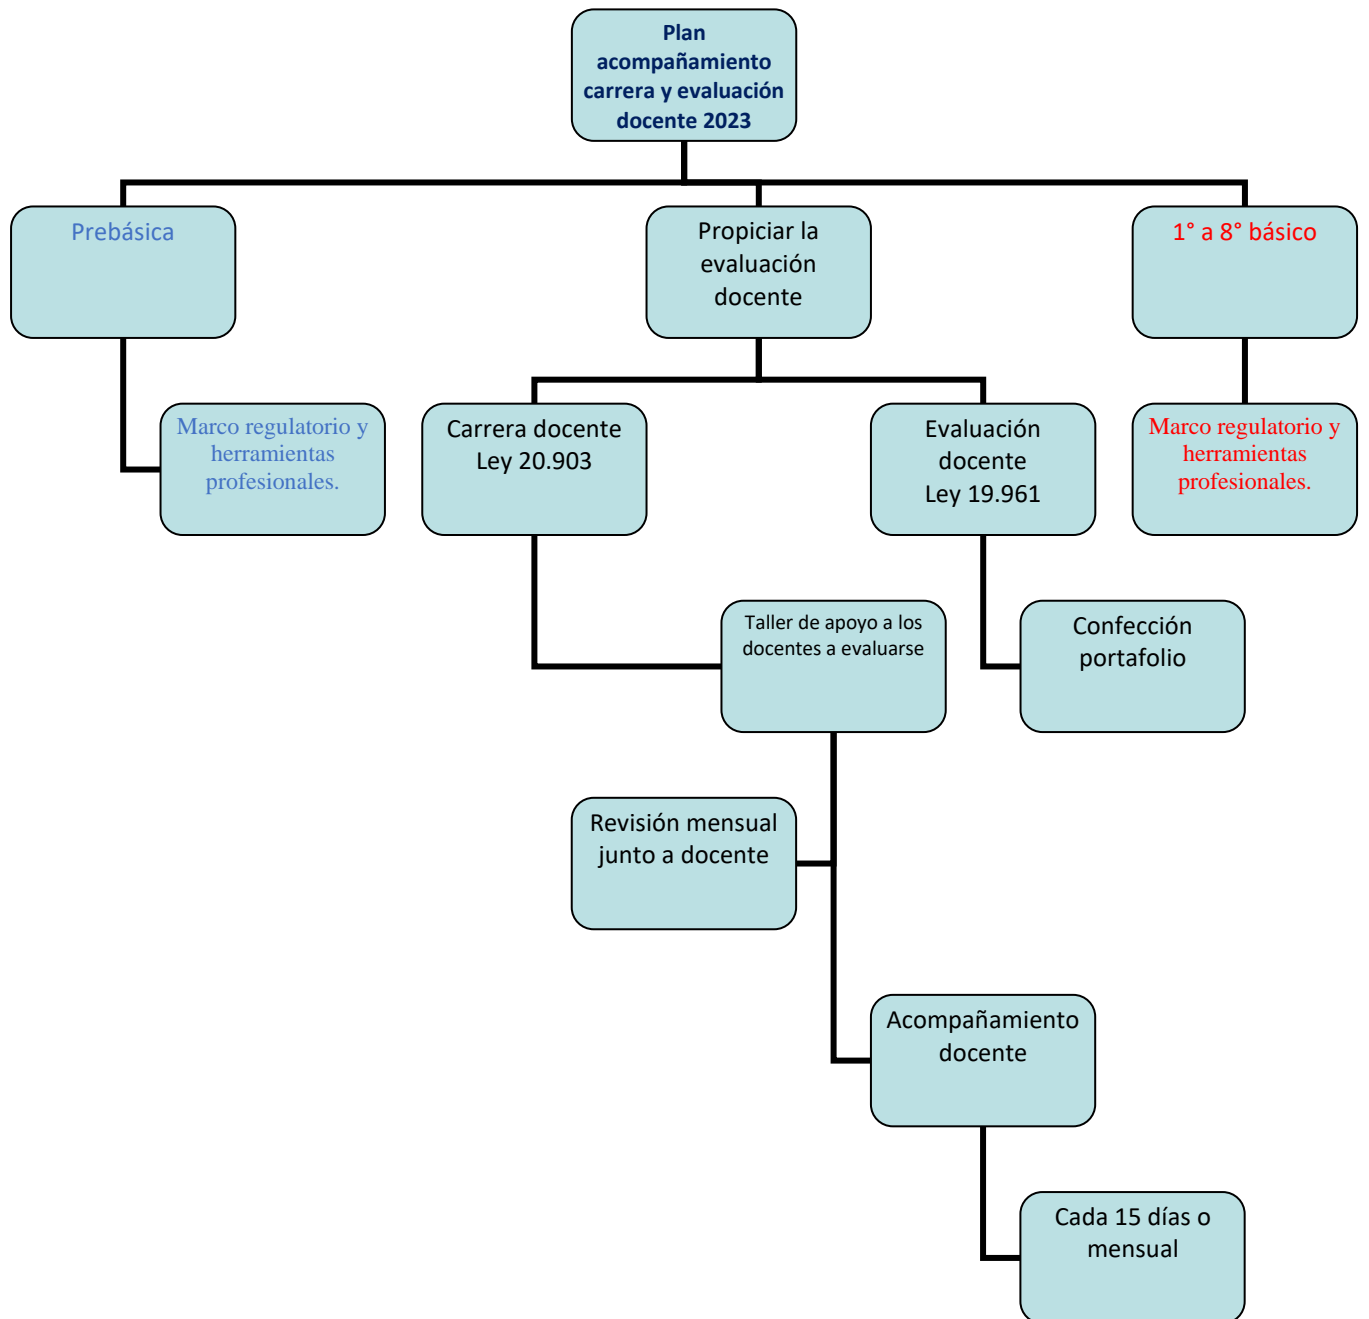 Plan
acompañamiento
carrera y evaluación
docente 2023
Prebásica
Propiciar la
evaluación
docente
1° a 8° básico
Marco regulatorio y
herramientas
profesionales.
Carrera docente
Ley 20.903
Evaluación
docente
Ley 19.961
Marco regulatorio y
herramientas
profesionales.
Taller de apoyo a los
docentes a evaluarse
Confección
portafolio
Revisión mensual
junto a docente
Acompañamiento
docente
Cada 15 días o
mensual